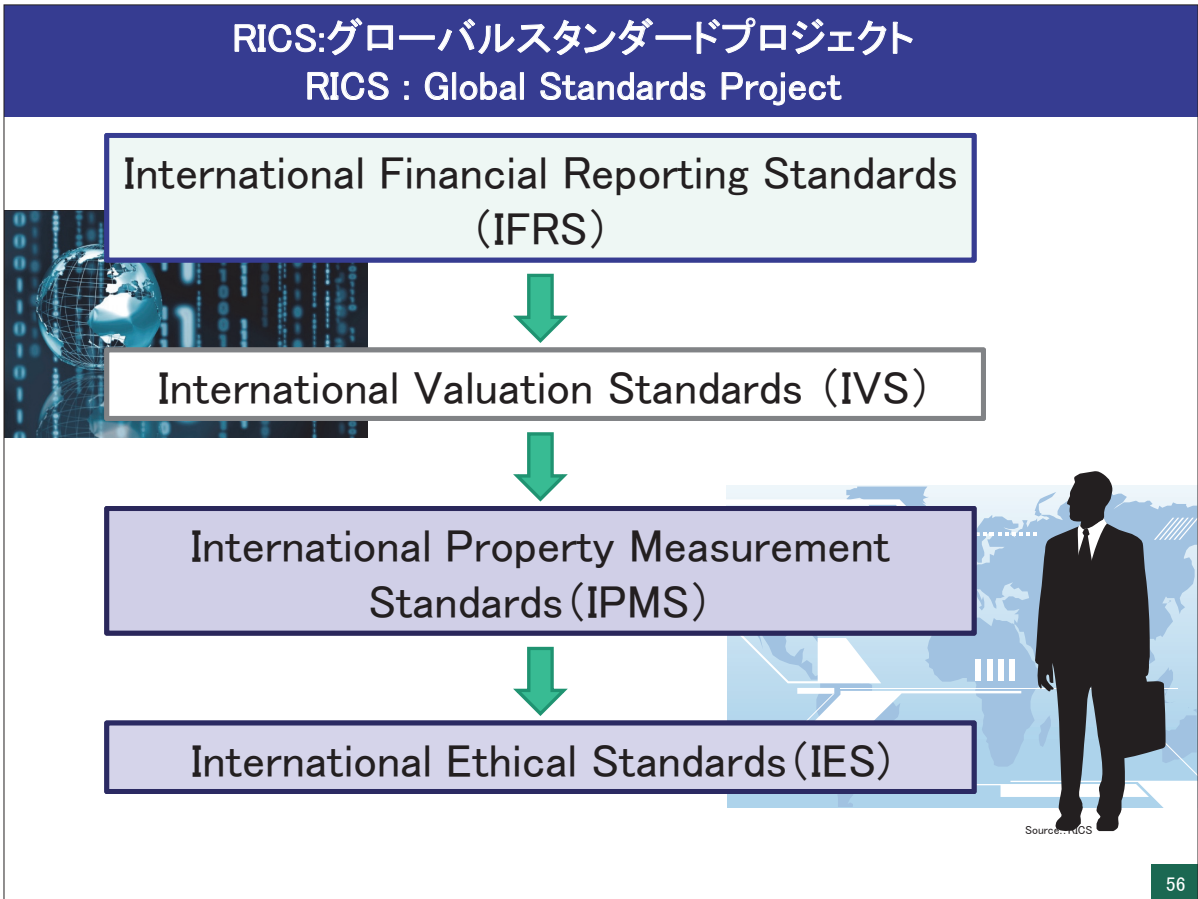 RICS:グローバルスタンダードプロジェクト
RICS : Global Standards Project
International Financial Reporting Standards
（IFRS）
International Valuation Standards （IVS）
International Property Measurement
Standards（IPMS）
International Ethical Standards（IES）
Source:.RICS
56